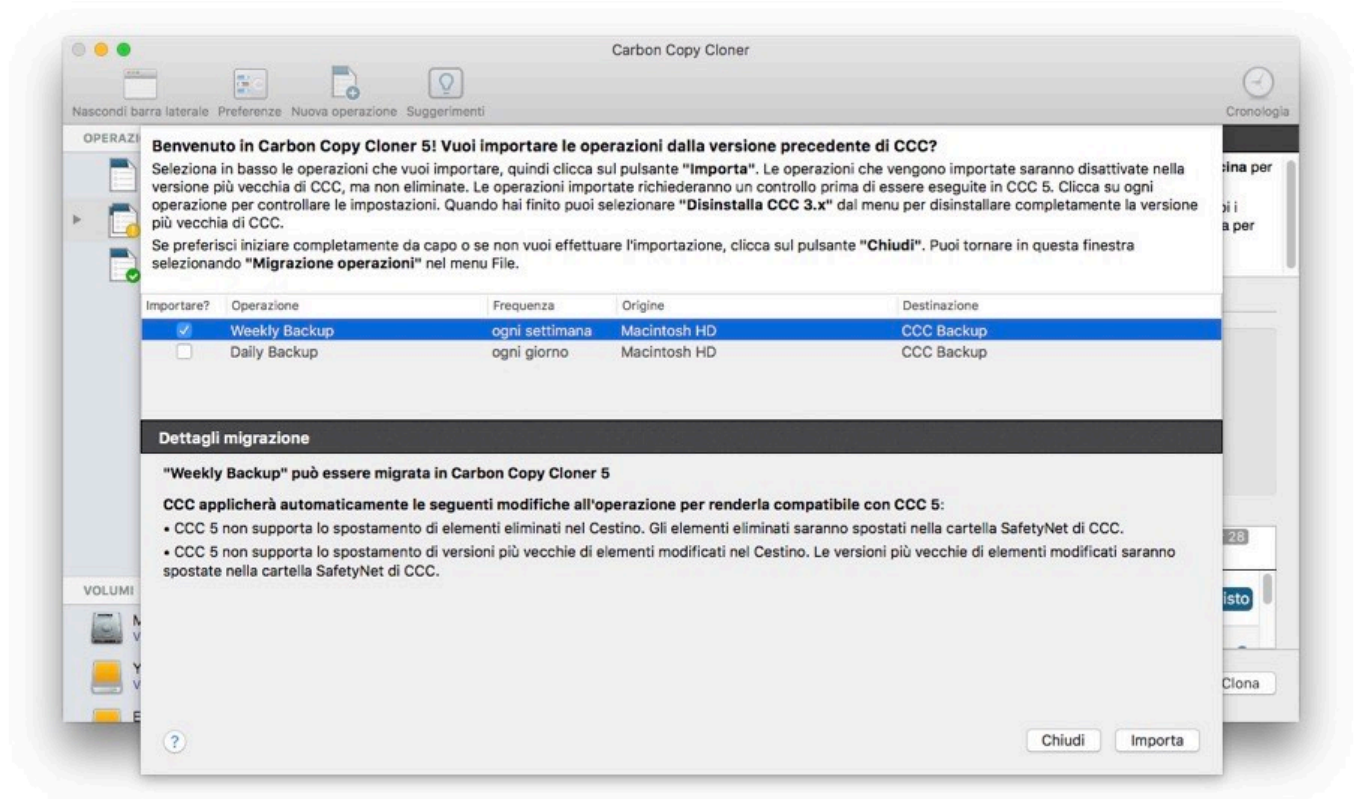 Carbon Copy Cloner
Nascondi barra laterale Preferenze Nuova operazione Suggerimenti Cronologia
OPERAZI
Benvenuto in Carbon Copy Cloner 5! Vuoi importare le operazioni dalla versione precedente di CCC?
Seleziona in basso le operazioni che vuoi importare, quindi clicca sul pulsante "Importa". Le operazioni che vengono importate saranno disattivate nella
versione più vecchia di CCC, ma non eliminate. Le operazioni importate richiederanno un controllo prima di essere eseguite in CCC 5. Clicca su ogni
operazione per controllare le impostazioni. Quando hai finito puoi selezionare "Disinstalla CCC 3.x" dal menu per disinstallare completamente la versione
più vecchia di CCC.
Se preferisci iniziare completamente da capo o se non vuoi effettuare l'importazione, clicca sul pulsante "Chiudi". Puoi tornare in questa finestra
selezionando "Migrazione operazioni" nel menu File.
cina per
pi i
a per
Importare? Operazione Frequenza Origine Destinazione
Weekly Backup ogni settimana Macintosh HD CCC Backup
Daily Backup ogni giorno Macintosh HD CCC Backup
Dettagli migrazione
"Weekly Backup" può essere migrata in Carbon Copy Cloner 5
CCC applicherà automaticamente le seguenti modifiche all'operazione per renderla compatibile con CCC 5:
• CCC 5 non supporta lo spostamento di elementi eliminati nel Cestino. Gli elementi eliminati saranno spostati nella cartella SafetyNet di CCC.
• CCC 5 non supporta lo spostamento di versioni più vecchie di elementi modificati nel Cestino. Le versioni più vecchie di elementi modificati saranno
spostate nella cartella SafetyNet di CCC.
28
VOLUMI
isto
M
V
Y
V
E
Clona
? Chiudi Importa